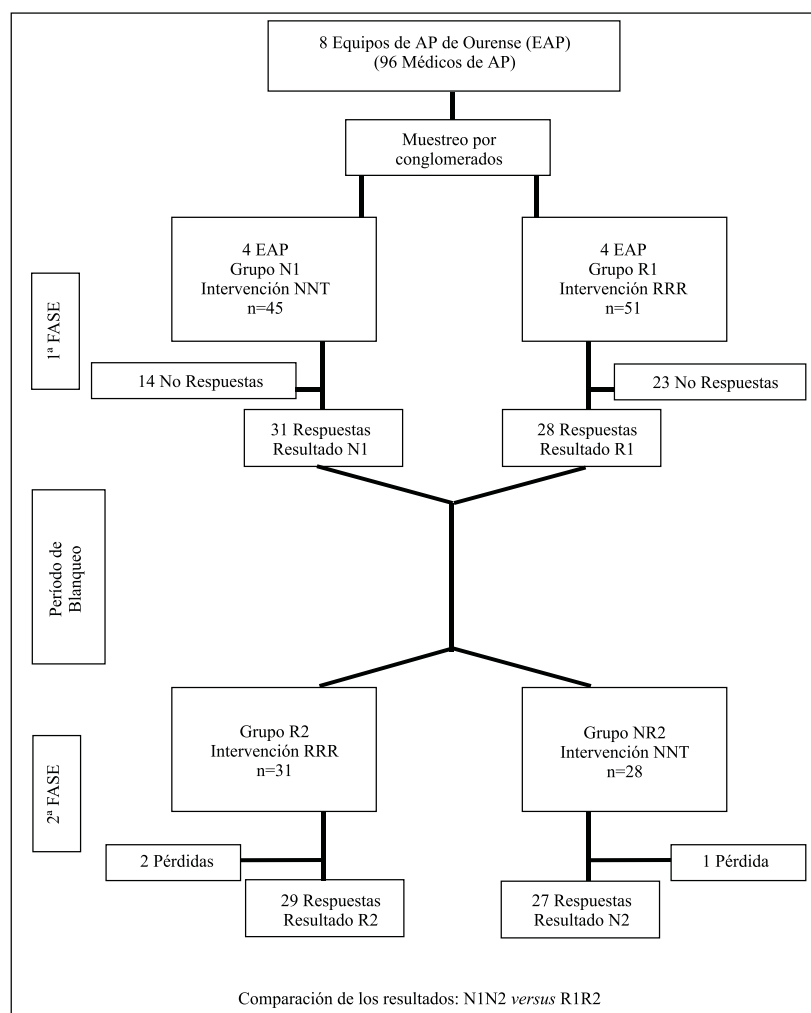 8 Equipos de AP de Ourense (EAP)
(96 Médicos de AP)
Muestreo por
conglomerados
4 EAP
Grupo N1
Intervención NNT
n=45
4 EAP
Grupo R1
Intervención RRR
n=51
1ª FASE
14 No Respuestas
23 No Respuestas
31 Respuestas
Resultado N1
28 Respuestas
Resultado R1
Período de
Blanqueo
Grupo R2
Intervención RRR
n=31
Grupo NR2
Intervención NNT
n=28
2ª FASE
2 Pérdidas
1 Pérdida
29 Respuestas
Resultado R2
27 Respuestas
Resultado N2
Comparación de los resultados: N1N2 versus R1R2